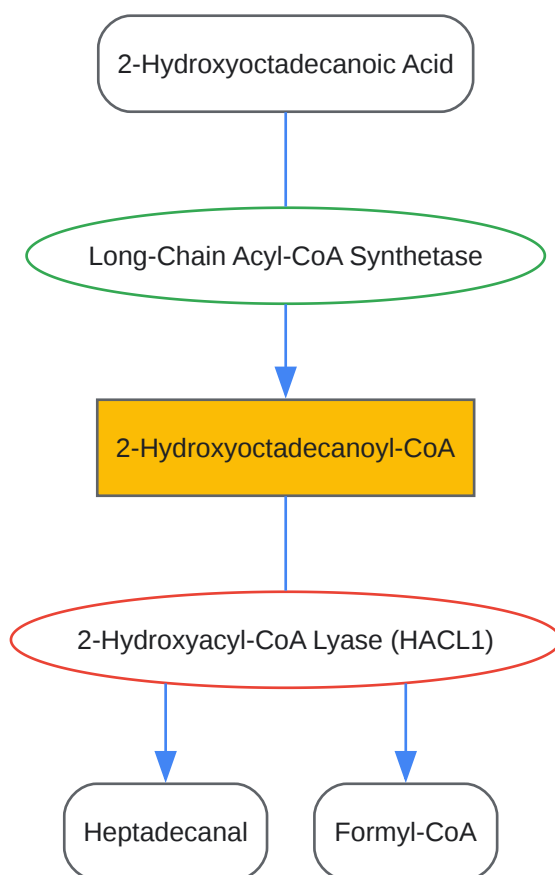 2-Hydroxyoctadecanoic Acid
Long-Chain Acyl-CoA Synthetase
2-Hydroxyoctadecanoyl-CoA
2-Hydroxyacyl-CoA Lyase (HACL1)
Heptadecanal
Formyl-CoA